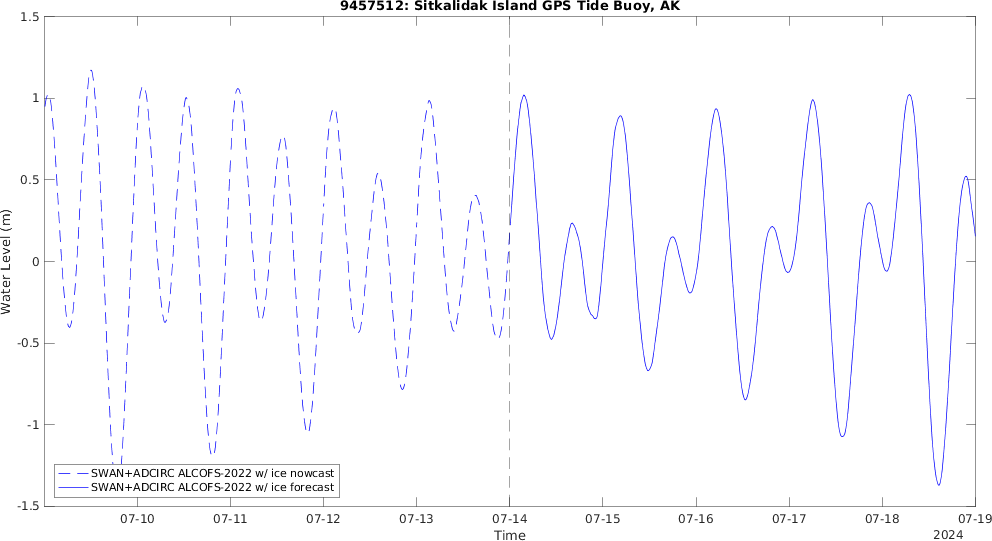 9457512: Sitkalidak Island GPS Tide Buoy, AK
Water Level (m)
1.5
1
0.5
0
-0.5
-1
-1.5
SWAN+ADCIRC ALCOFS-2022 w/ ice nowcast
SWAN+ADCIRC ALCOFS-2022 w/ ice forecast
07-10 07-11 07-12 07-13 07-14 07-15 07-16 07-17 07-18 07-19
Time
2024